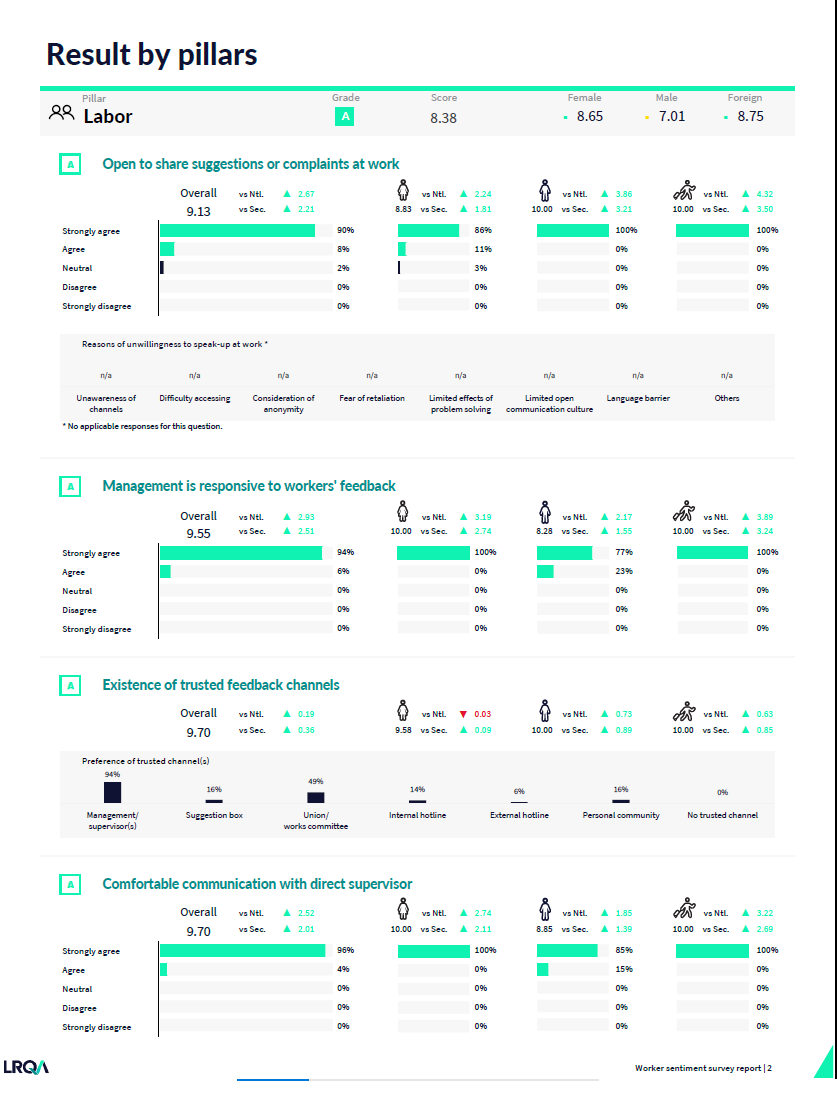 Result by pillars
Pillar Grade Score Female Male Foreign
Labor A 8.38 8.65 7.01 8.75
A Open to share suggestions or complaints at work
Overall vs Ntl. ▲ 2.67 vs Ntl. ▲ 2.24 vs Ntl. ▲ 3.86 vs Ntl. ▲ 4.32
9.13 vs Sec. ▲ 2.21 8.83 vs Sec. ▲ 1.81 10.00 vs Sec. ▲ 3.21 10.00 vs Sec. ▲ 3.50
Strongly agree 90% 86% 100% 100%
Agree 8% 11% 0% 0%
Neutral 2% 3% 0% 0%
Disagree 0% 0% 0% 0%
Strongly disagree 0% 0% 0% 0%
Reasons of unwillingness to speak-up at work *
n/a n/a n/a n/a n/a n/a n/a n/a
Unawareness of Difficulty accessing Consideration of Fear of retaliation Limited effects of Limited open Language barrier Others
channels anonymity problem solving communication culture
* No applicable responses for this question.
A Management is responsive to workers' feedback
Overall vs Ntl. ▲ 2.93 vs Ntl. ▲ 3.19 vs Ntl. ▲ 2.17 vs Ntl. ▲ 3.89
9.55 vs Sec. ▲ 2.51 10.00 vs Sec. ▲ 2.74 8.28 vs Sec. ▲ 1.55 10.00 vs Sec. ▲ 3.24
Strongly agree 94% 100% 77% 100%
Agree 6% 0% 23% 0%
Neutral 0% 0% 0% 0%
Disagree 0% 0% 0% 0%
Strongly disagree 0% 0% 0% 0%
A Existence of trusted feedback channels
Overall vs Ntl. ▲ 0.19 vs Ntl. ▼ 0.03 vs Ntl. ▲ 0.73 vs Ntl. ▲ 0.63
9.70 vs Sec. ▲ 0.36 9.58 vs Sec. ▲ 0.09 10.00 vs Sec. ▲ 0.89 10.00 vs Sec. ▲ 0.85
Preference of trusted channel(s)
94% 16% 49% 14% 6% 16% 0%
Management/ Suggestion box Union/ Internal hotline External hotline Personal community No trusted channel
supervisor(s) works committee
A Comfortable communication with direct supervisor
Overall vs Ntl. ▲ 2.52 vs Ntl. ▲ 2.74 vs Ntl. ▲ 1.85 vs Ntl. ▲ 3.22
9.70 vs Sec. ▲ 2.01 10.00 vs Sec. ▲ 2.11 8.85 vs Sec. ▲ 1.39 10.00 vs Sec. ▲ 2.69
Strongly agree 96% 100% 85% 100%
Agree 4% 0% 15% 0%
Neutral 0% 0% 0% 0%
Disagree 0% 0% 0% 0%
Strongly disagree 0% 0% 0% 0%
LRQA Worker sentiment survey report | 2